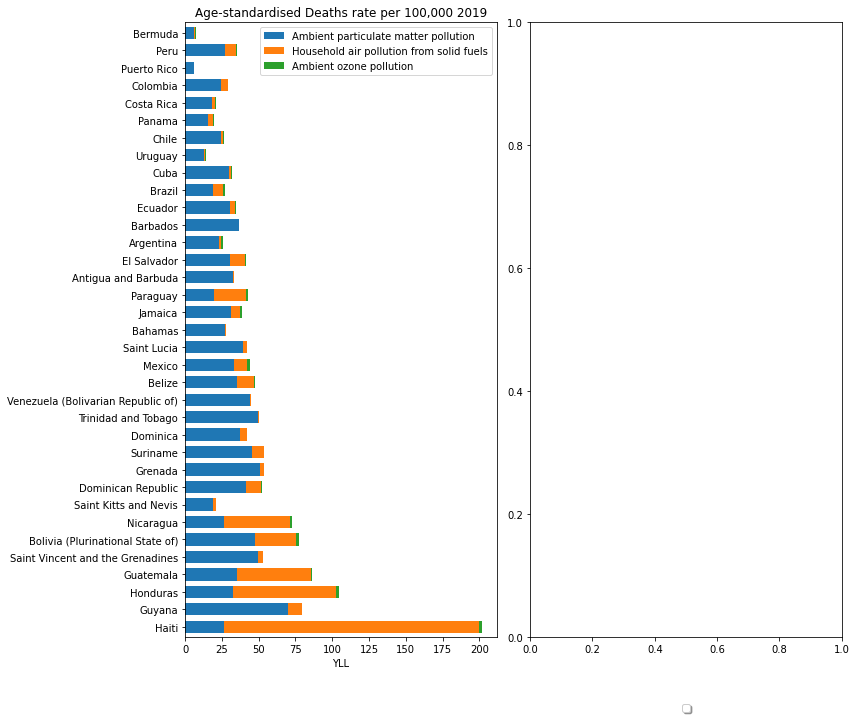 Age-standardised Deaths rate per 100,000 2019
Ambient particulate matter pollution
Household air pollution from solid fuels
Ambient ozone pollution
Bermuda
Peru
Puerto Rico
Colombia
Costa Rica
Panama
Chile
Uruguay
Cuba
Brazil
Ecuador
Barbados
Argentina
El Salvador
Antigua and Barbuda
Paraguay
Jamaica
Bahamas
Saint Lucia
Mexico
Belize
Venezuela (Bolivarian Republic of)
Trinidad and Tobago
Dominica
Suriname
Grenada
Dominican Republic
Saint Kitts and Nevis
Nicaragua
Bolivia (Plurinational State of)
Saint Vincent and the Grenadines
Guatemala
Honduras
Guyana
Haiti
0 25 50 75 100 125 150 175 200
YLL
1.0
0.8
0.6
0.4
0.2
0.0
0.0 0.2 0.4 0.6 0.8 1.0